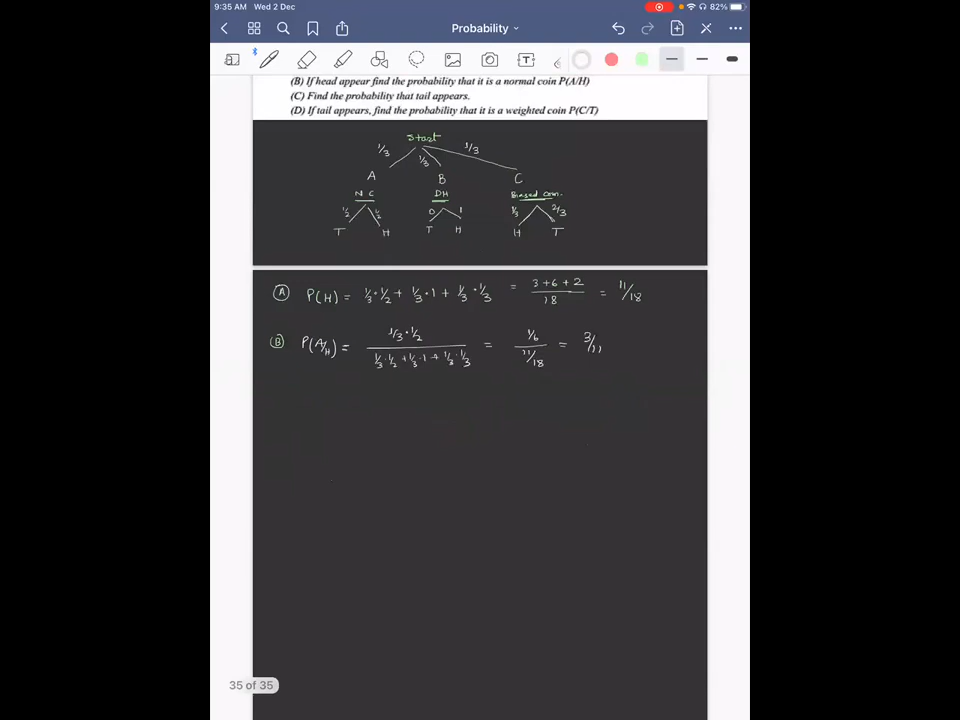 9:35 AM Wed 2 Dec 82%
Probability
(B) If head appear find the probability that it is a normal coin P(A/H)
(C) Find the probability that tail appears.
(D) If tail appears, find the probability that it is a weighted coin P(C/T)
Start
1/3 1/3 1/3
A B C
N C DH Biased coin.
1/2 1/2 0 1 1/3 2/3
T H T H H T
(A) P(H) = 1/3 · 1/2 + 1/3 · 1 + 1/3 · 1/3 = (3+6+2)/18 = 11/18
(B) P(A/H) = (1/3 · 1/2)/(1/3 · 1/2 + 1/3 · 1 + 1/3 · 1/3) = (1/6)/(11/18) = 3/11
35 of 35